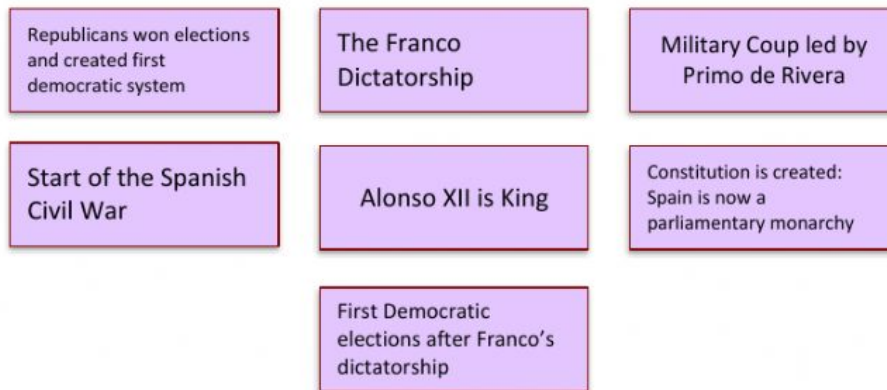 Republicans won elections
and created first
democratic system
The Franco
Dictatorship
Military Coup led by
Primo de Rivera
Start of the Spanish
Civil War
Alonso XII is King
Constitution is created:
Spain is now a
parliamentary monarchy
First Democratic
elections after Franco's
dictatorship